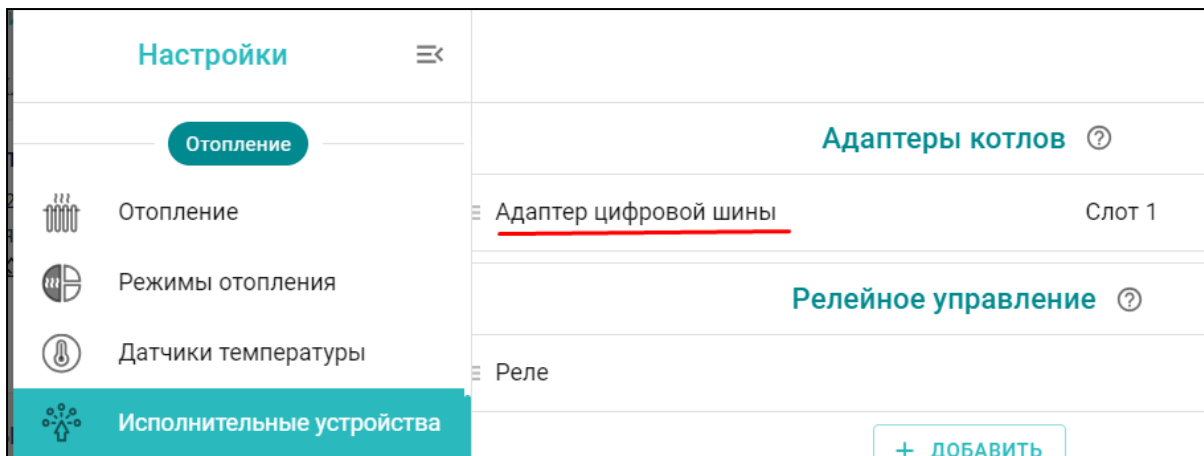 Настройки
Отопление
Отопление
Режимы отопления
Датчики температуры
Исполнительные устройства
Адаптеры котлов
Адаптер цифровой шины Слот 1
Релейное управление
Реле
+ ДОБАВИТЬ